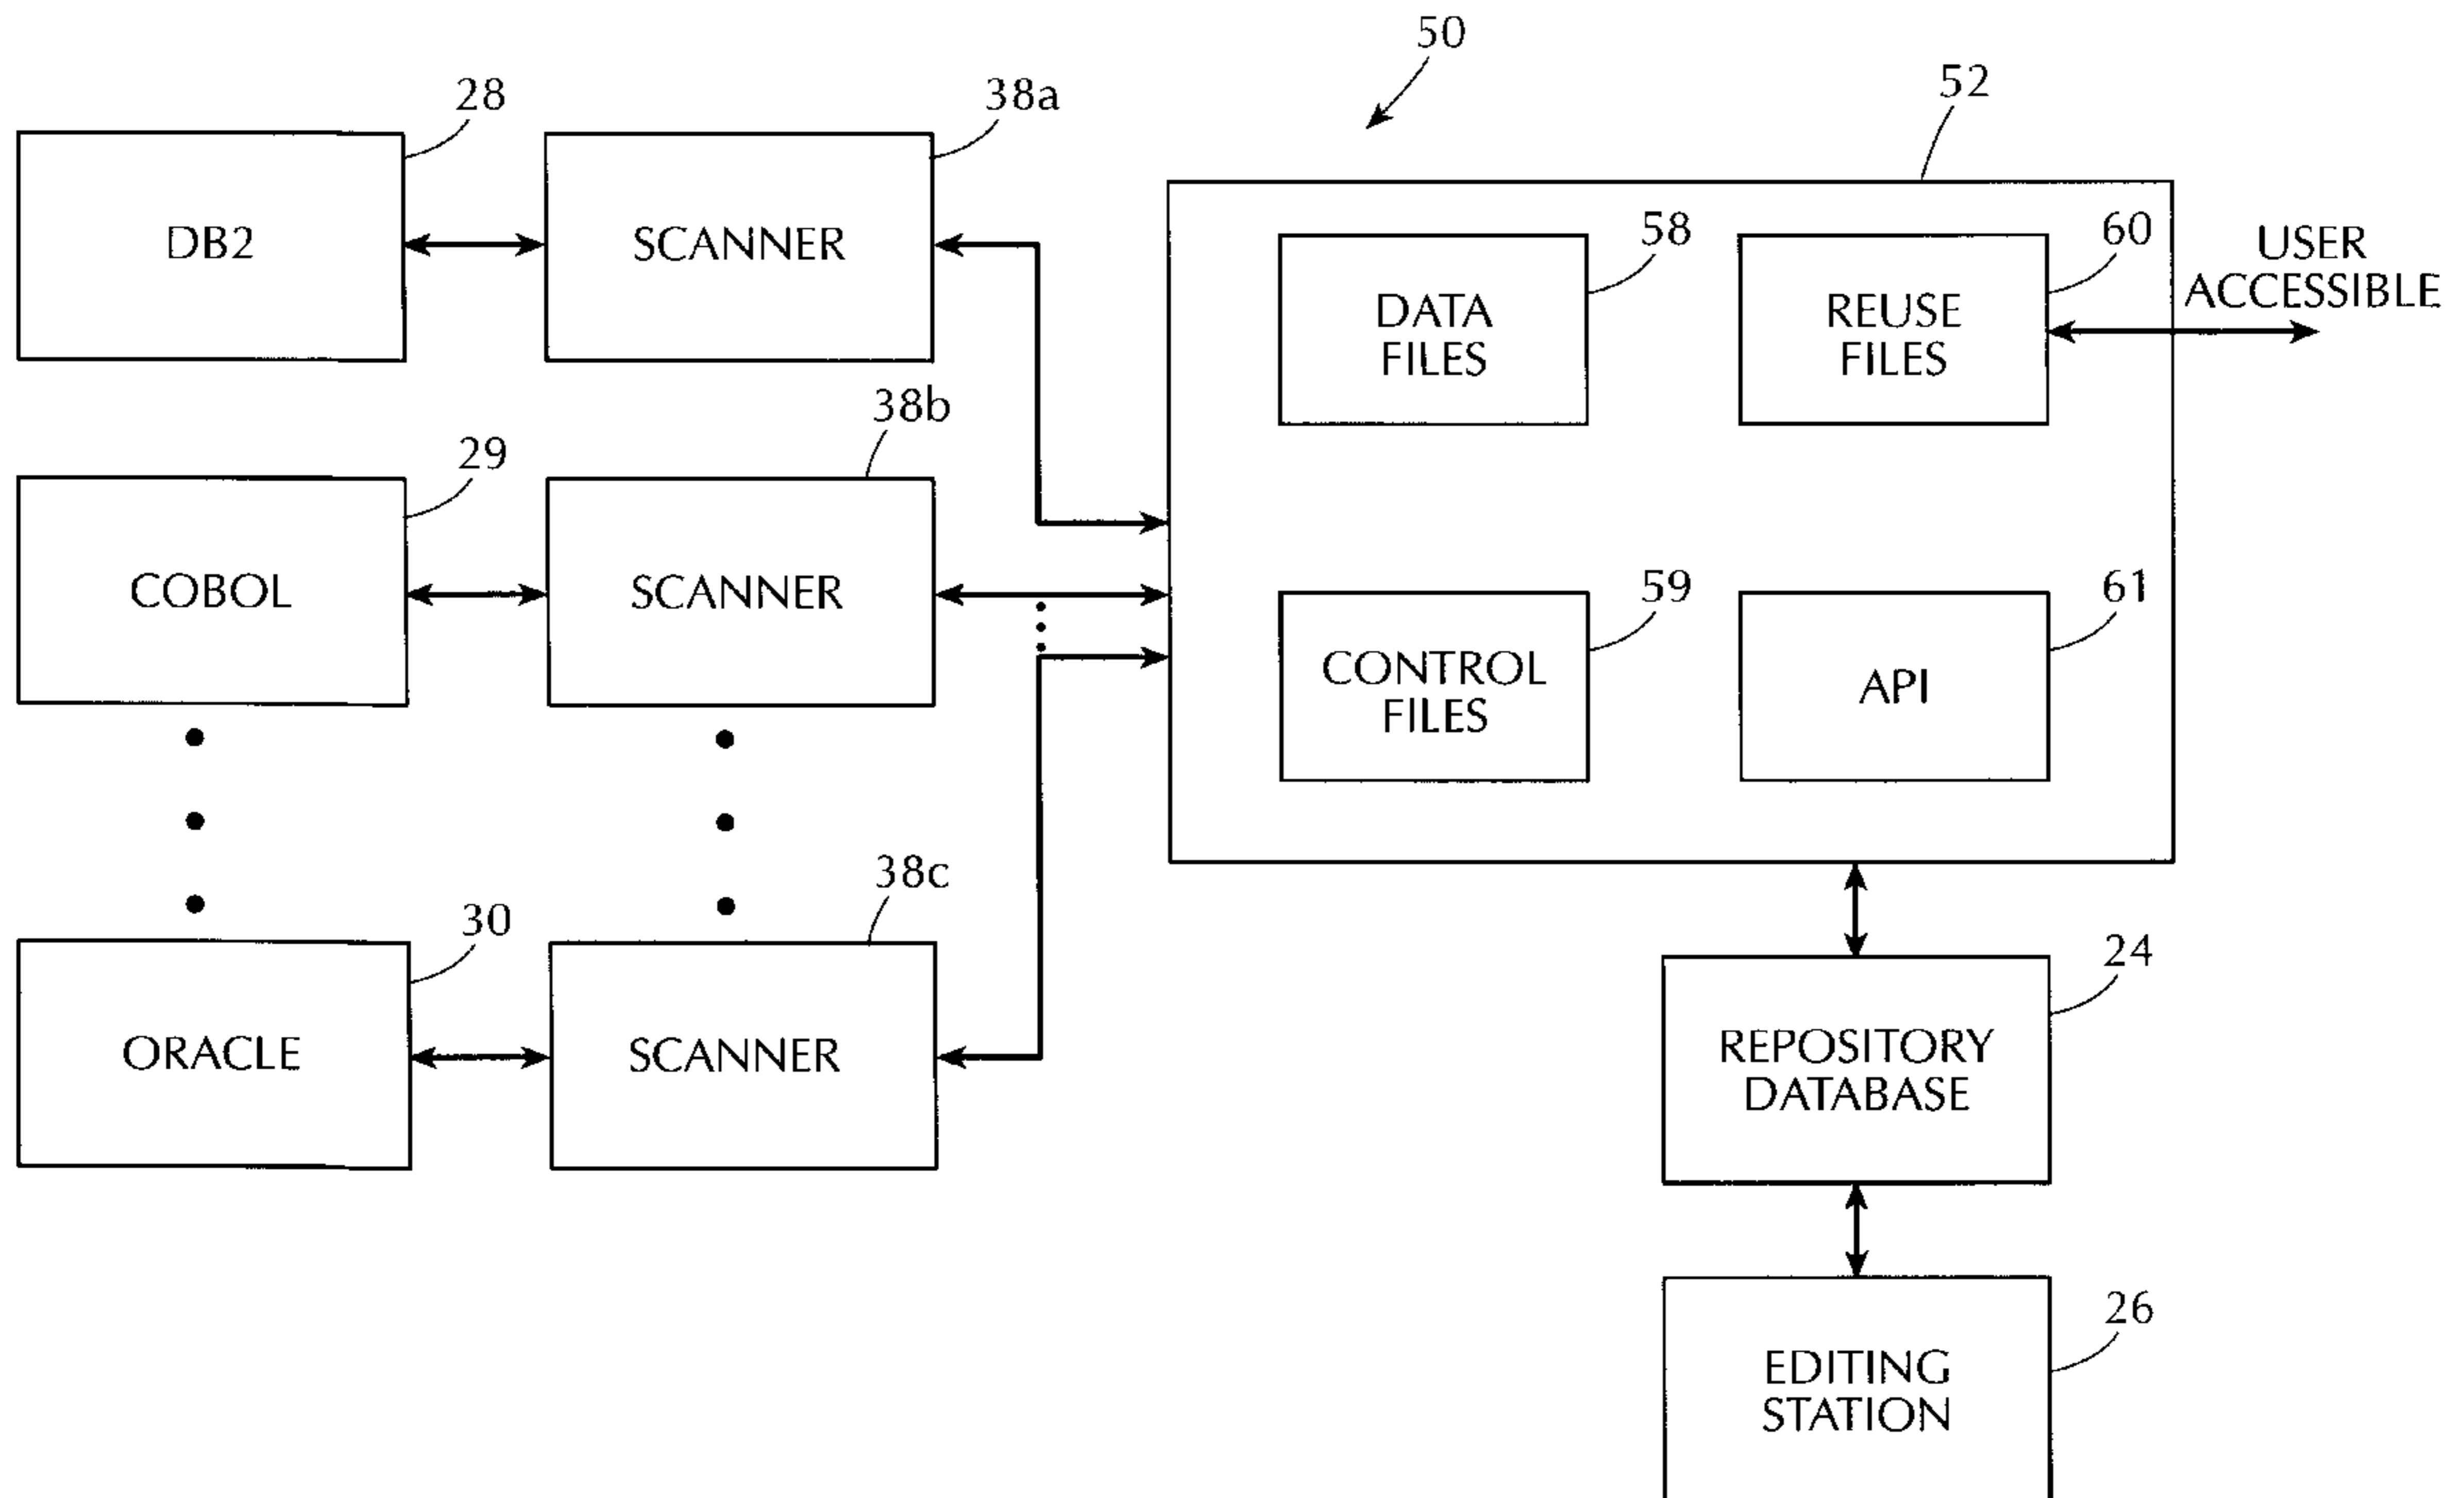 50
52
28
38a
DB2
SCANNER
58
60
DATA
FILES
REUSE
FILES
USER
ACCESSIBLE
29
38b
COBOL
SCANNER
59
61
CONTROL
FILES
API
30
38c
ORACLE
SCANNER
24
REPOSITORY
DATABASE
26
EDITING
STATION